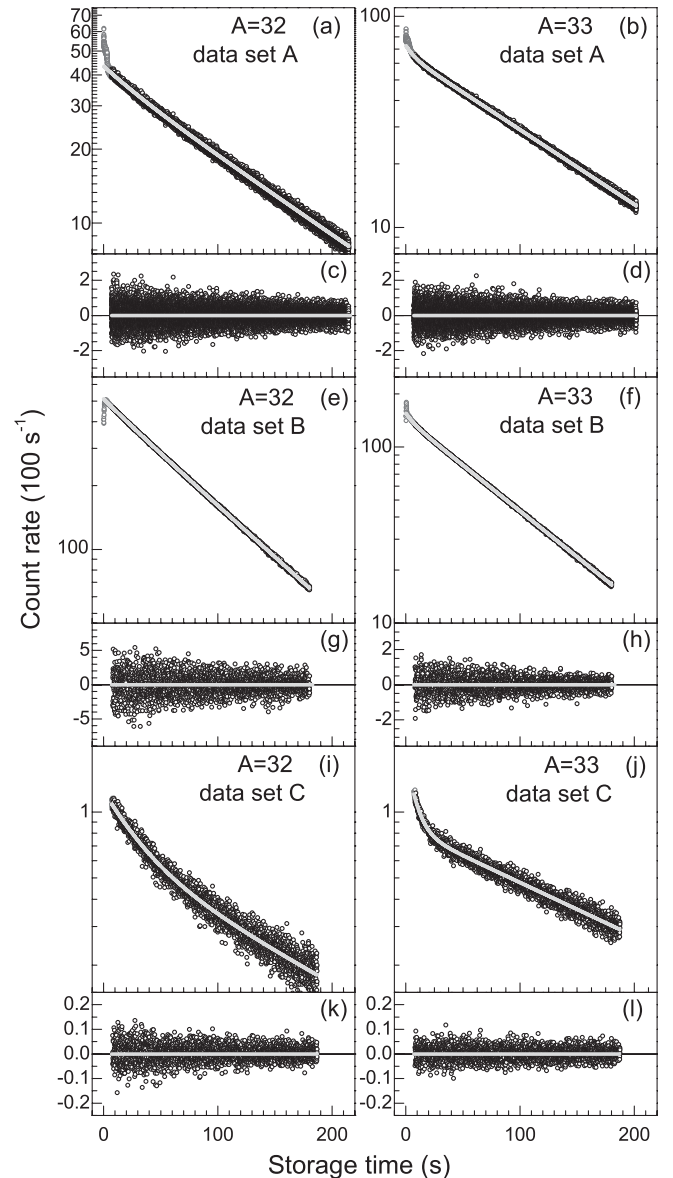 A=32 (a)
data set A
70
60
50
40
30
20
10
A=33 (b)
data set A
100
10
(c)
2
0
-2
(d)
2
0
-2
A=32 (e)
data set B
100
A=33 (f)
data set B
100
10
(g)
5
0
-5
(h)
2
0
-2
A=32 (i)
data set C
1
A=33 (j)
data set C
1
(k)
0.2
0.1
0.0
-0.1
-0.2
(l)
0.2
0.1
0.0
-0.1
-0.2
0 100 200
0 100 200
Count rate (100 s⁻¹)
Storage time (s)